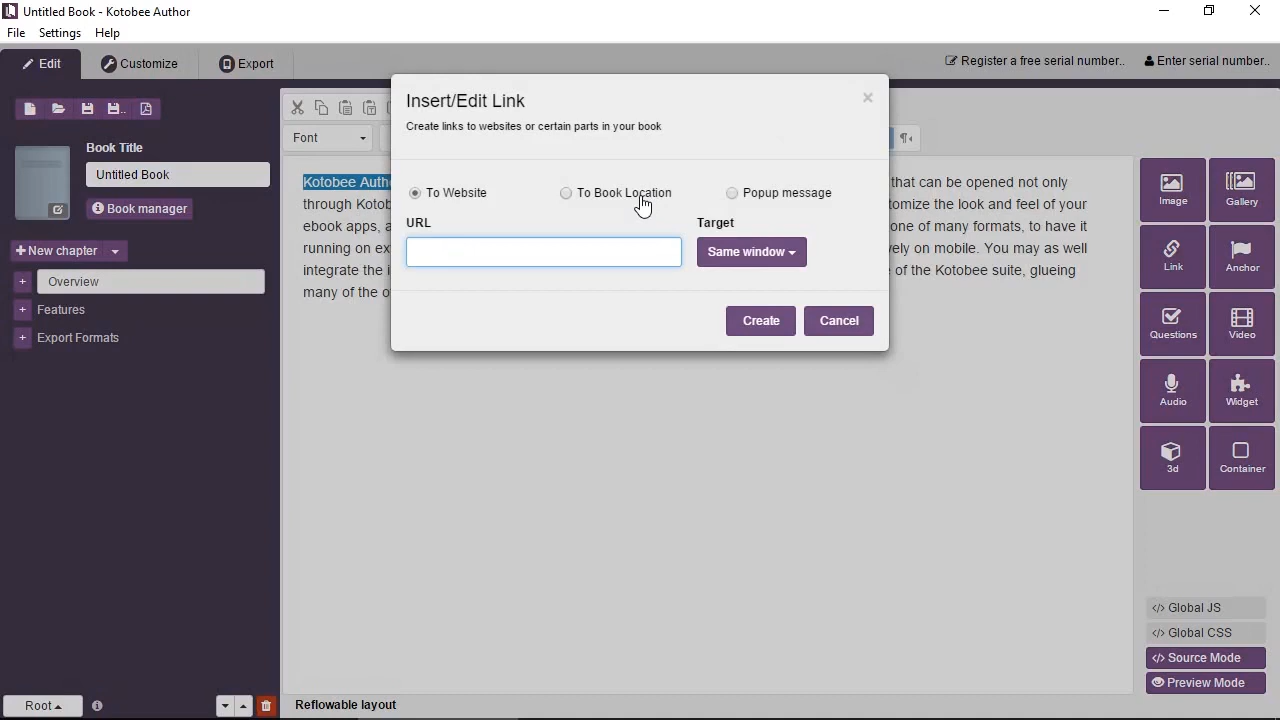 Untitled Book - Kotobee Author
File Settings Help
Edit Customize Export Register a free serial number.. Enter serial number..
Insert/Edit Link ×
Create links to websites or certain parts in your book
Font
Book Title
Untitled Book
Book manager
New chapter
Overview
Features
Export Formats
To Website To Book Location Popup message
URL Target
Same window
Create Cancel
Kotobee Auth that can be opened not only
through Kotob tomize the look and feel of your
ebook apps, a one of many formats, to have it
running on ex ely on mobile. You may as well
integrate the i e of the Kotobee suite, glueing
many of the o
Image Gallery
Link Anchor
Questions Video
Audio Widget
3d Container
</> Global JS
</> Global CSS
</> Source Mode
Preview Mode
Root
Reflowable layout